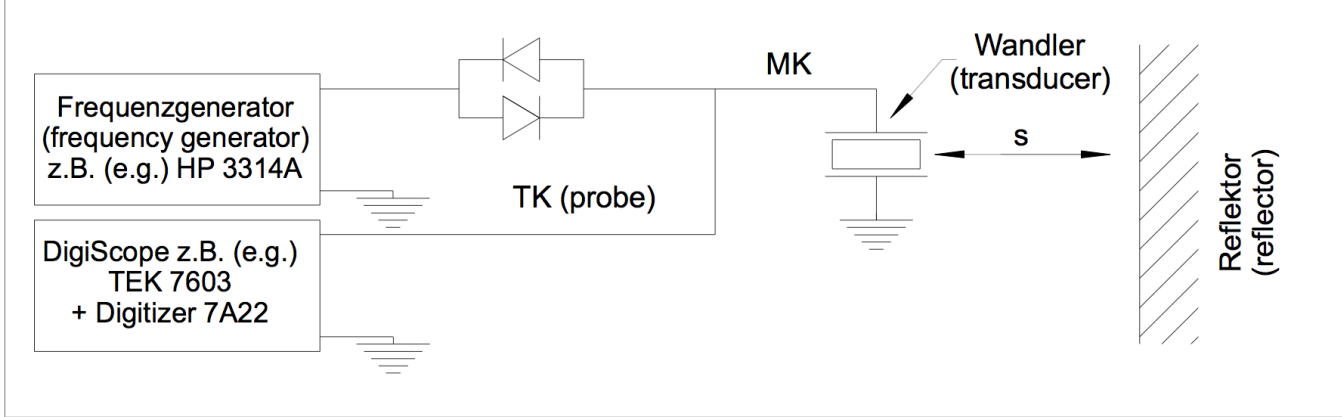 Frequenzgenerator
(frequency generator)
z.B. (e.g.) HP 3314A
DigiScope z.B. (e.g.)
TEK 7603
+ Digitizer 7A22
TK (probe)
MK
Wandler
(transducer)
s
Reflektor
(reflector)